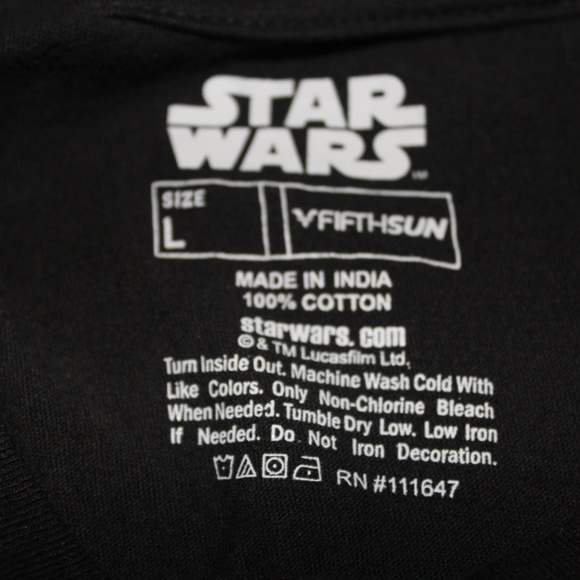 STAR
WARS
SIZE
L
FIFTHSUN
MADE IN INDIA
100% COTTON
starwars.com
© & TM Lucasfilm Ltd.
Turn Inside Out. Machine Wash Cold With
Like Colors. Only Non-Chlorine Bleach
When Needed. Tumble Dry Low. Low Iron
If Needed. Do Not Iron Decoration.
RN #111647